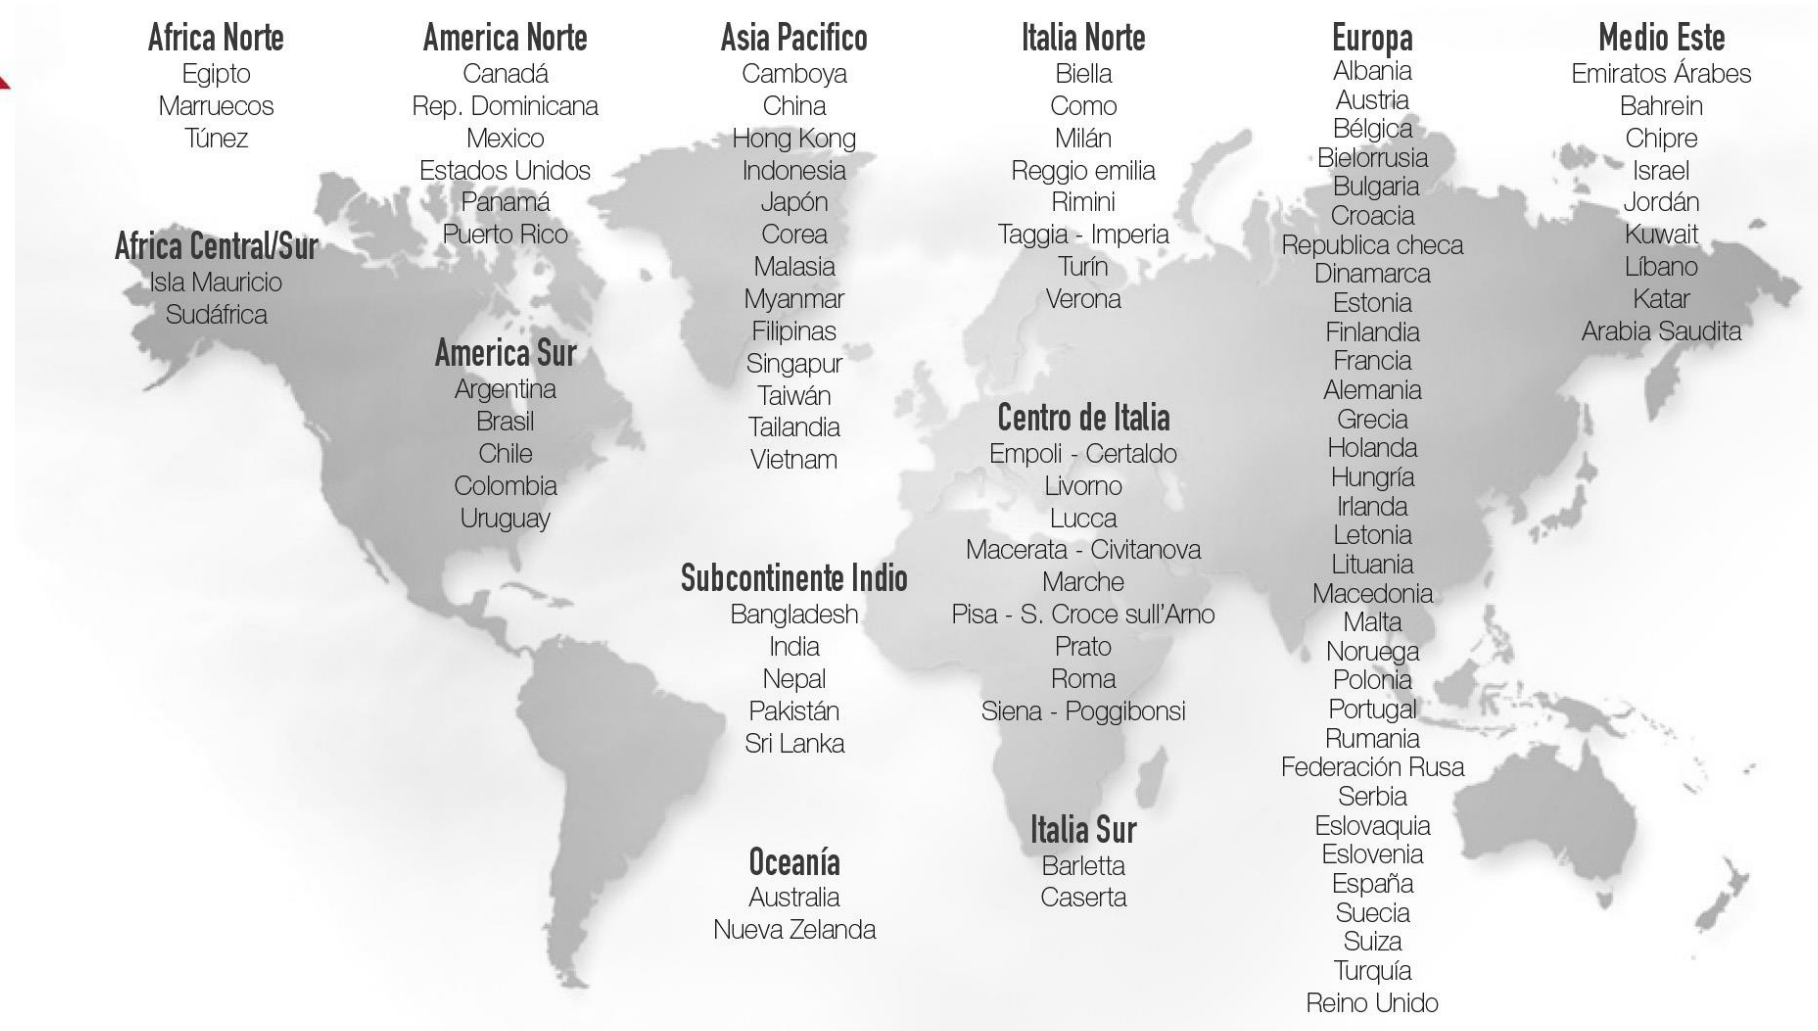 Africa Norte
Egipto
Marruecos
Túnez
Africa Central/Sur
Isla Mauricio
Sudáfrica
America Norte
Canadá
Rep. Dominicana
Mexico
Estados Unidos
Panamá
Puerto Rico
America Sur
Argentina
Brasil
Chile
Colombia
Uruguay
Asia Pacifico
Camboya
China
Hong Kong
Indonesia
Japón
Corea
Malasia
Myanmar
Filipinas
Singapur
Taiwán
Tailandia
Vietnam
Subcontinente Indio
Bangladesh
India
Nepal
Pakistán
Sri Lanka
Oceanía
Australia
Nueva Zelanda
Italia Norte
Biella
Como
Milán
Reggio emilia
Rimini
Taggia - Imperia
Turín
Verona
Centro de Italia
Empoli - Certaldo
Livorno
Lucca
Macerata - Civitanova
Marche
Pisa - S. Croce sull'Arno
Prato
Roma
Siena - Poggibonsi
Italia Sur
Barletta
Caserta
Europa
Albania
Austria
Bélgica
Bielorrusia
Bulgaria
Croacia
Republica checa
Dinamarca
Estonia
Finlandia
Francia
Alemania
Grecia
Holanda
Hungría
Irlanda
Letonia
Lituania
Macedonia
Malta
Noruega
Polonia
Portugal
Rumania
Federación Rusa
Serbia
Eslovaquia
Eslovenia
España
Suecia
Suiza
Turquía
Reino Unido
Medio Este
Emiratos Árabes
Bahrein
Chipre
Israel
Jordán
Kuwait
Líbano
Katar
Arabia Saudita